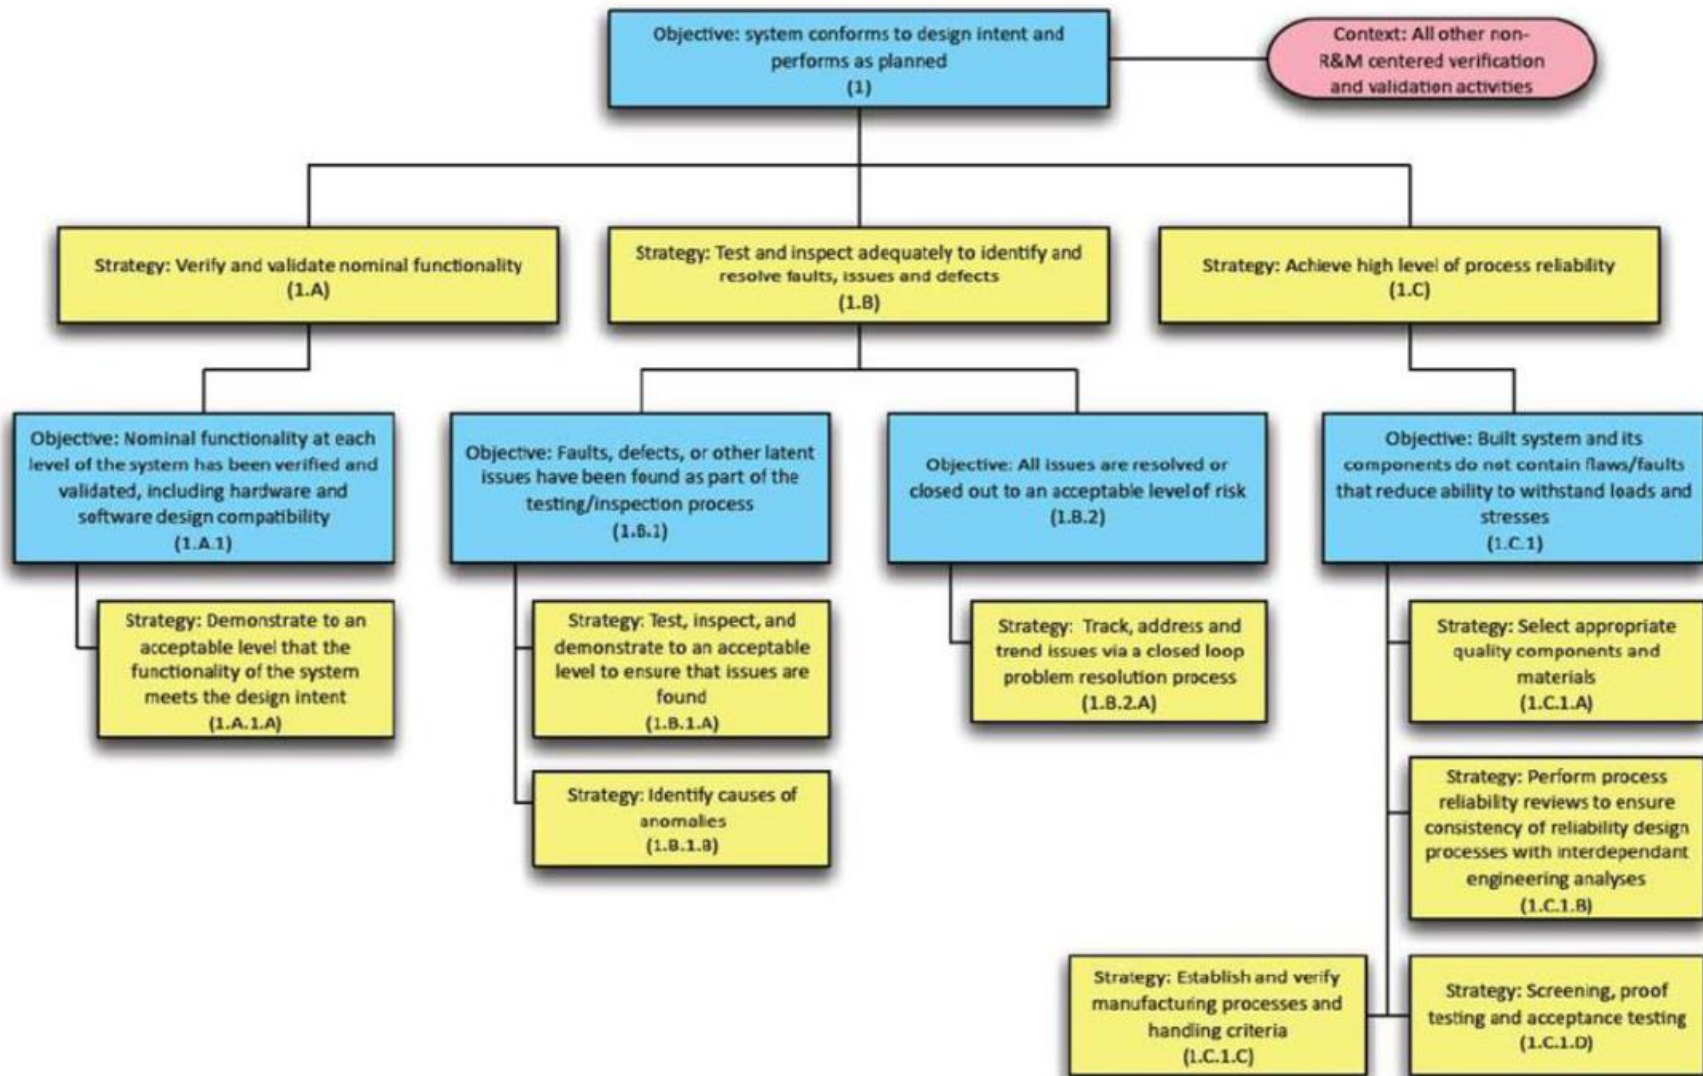 Objective: system conforms to design intent and
performs as planned
(1)
Context: All other non-
R&M centered verification
and validation activities
Strategy: Verify and validate nominal functionality
(1.A)
Strategy: Test and inspect adequately to identify and
resolve faults, issues and defects
(1.B)
Strategy: Achieve high level of process reliability
(1.C)
Objective: Nominal functionality at each
level of the system has been verified and
validated, including hardware and
software design compatibility
(1.A.1)
Objective: Faults, defects, or other latent
issues have been found as part of the
testing/inspection process
(1.B.1)
Objective: All issues are resolved or
closed out to an acceptable level of risk
(1.B.2)
Objective: Built system and its
components do not contain flaws/faults
that reduce ability to withstand loads and
stresses
(1.C.1)
Strategy: Demonstrate to an
acceptable level that the
functionality of the system
meets the design intent
(1.A.1.A)
Strategy: Test, inspect, and
demonstrate to an acceptable
level to ensure that issues are
found
(1.B.1.A)
Strategy: Identify causes of
anomalies
(1.B.1.B)
Strategy: Track, address and
trend issues via a closed loop
problem resolution process
(1.B.2.A)
Strategy: Select appropriate
quality components and
materials
(1.C.1.A)
Strategy: Perform process
reliability reviews to ensure
consistency of reliability design
processes with interdependant
engineering analyses
(1.C.1.B)
Strategy: Establish and verify
manufacturing processes and
handling criteria
(1.C.1.C)
Strategy: Screening, proof
testing and acceptance testing
(1.C.1.D)